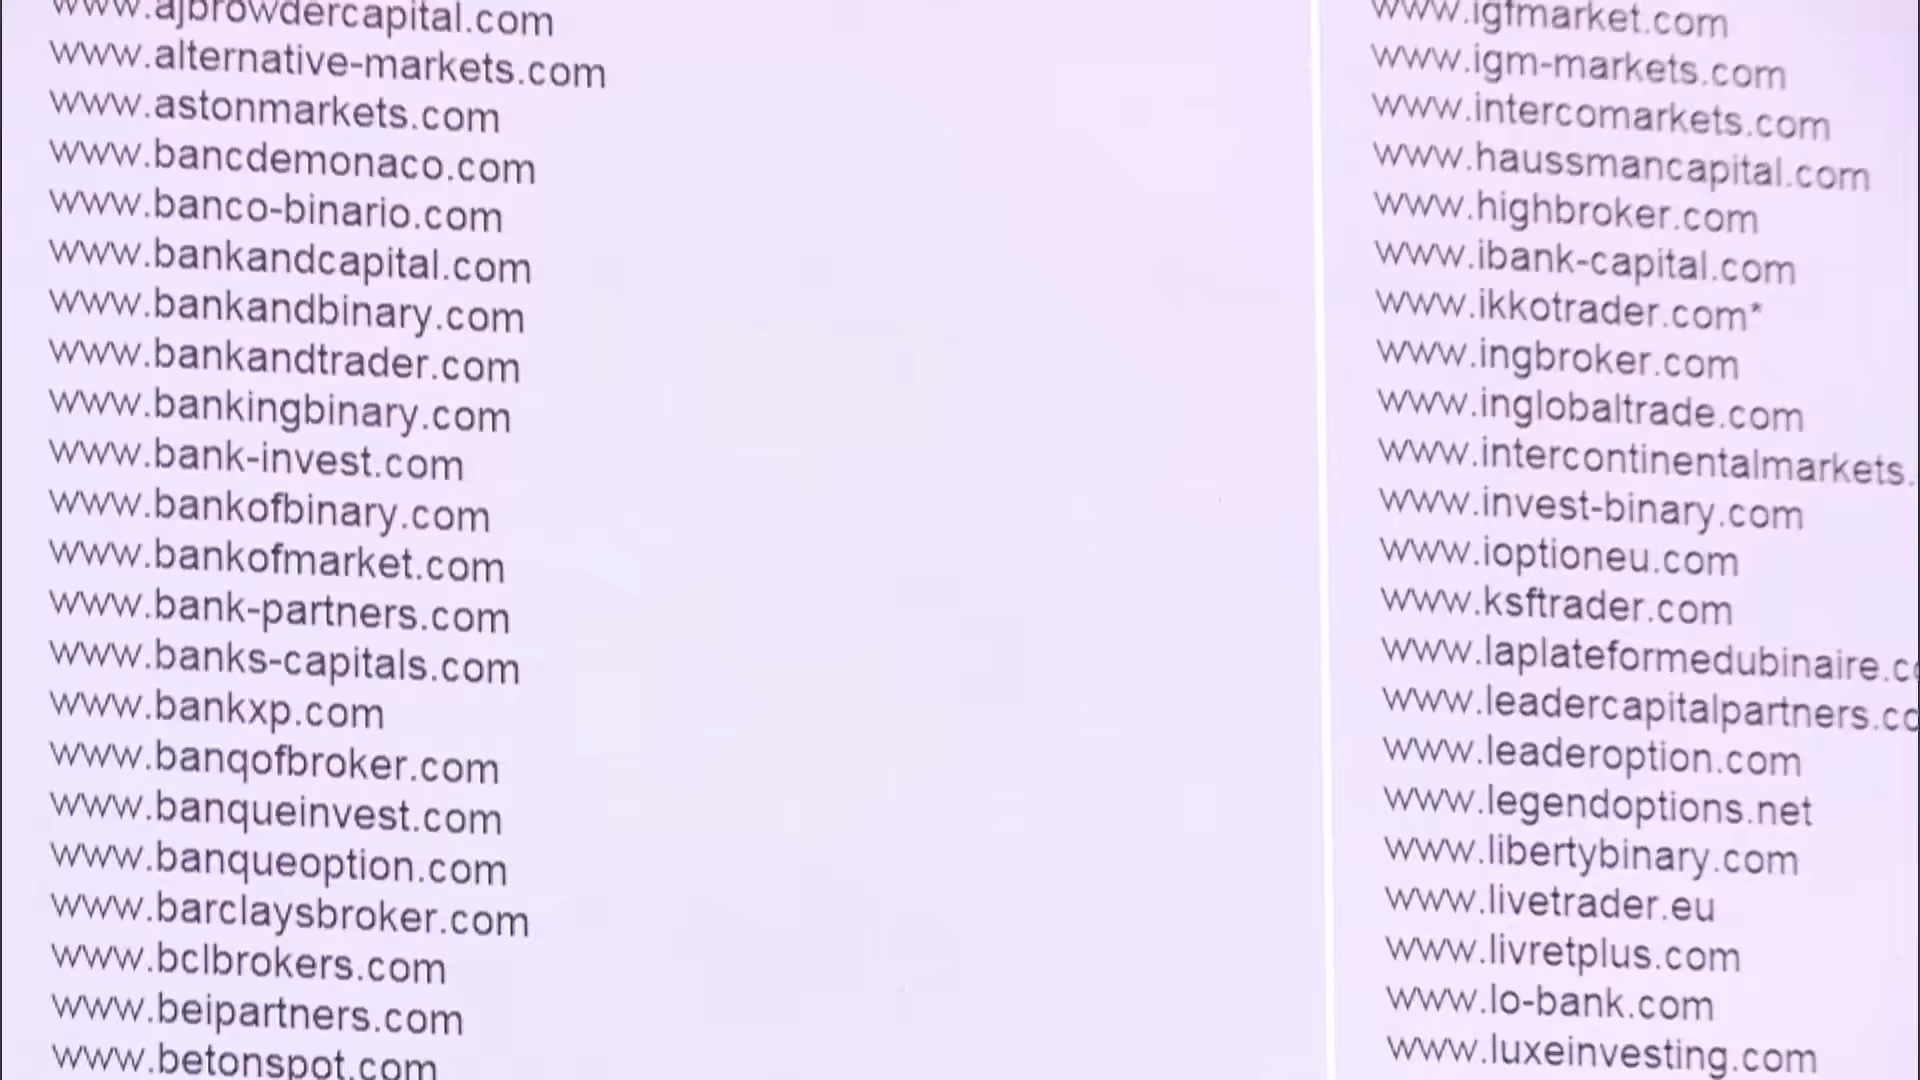 www.ajbrowdercapital.com
www.alternative-markets.com
www.astonmarkets.com
www.bancdemonaco.com
www.banco-binario.com
www.bankandcapital.com
www.bankandbinary.com
www.bankandtrader.com
www.bankingbinary.com
www.bank-invest.com
www.bankofbinary.com
www.bankofmarket.com
www.bank-partners.com
www.banks-capitals.com
www.bankxp.com
www.banqofbroker.com
www.banqueinvest.com
www.banqueoption.com
www.barclaysbroker.com
www.bclbrokers.com
www.beipartners.com
www.betonspot.com
www.igfmarket.com
www.igm-markets.com
www.intercomarkets.com
www.haussmancapital.com
www.highbroker.com
www.ibank-capital.com
www.ikkotrader.com*
www.ingbroker.com
www.inglobaltrade.com
www.intercontinentalmarkets.
www.invest-binary.com
www.ioptioneu.com
www.ksftrader.com
www.laplateformedubinaire.co
www.leadercapitalpartners.co
www.leaderoption.com
www.legendoptions.net
www.libertybinary.com
www.livetrader.eu
www.livretplus.com
www.lo-bank.com
www.luxeinvesting.com